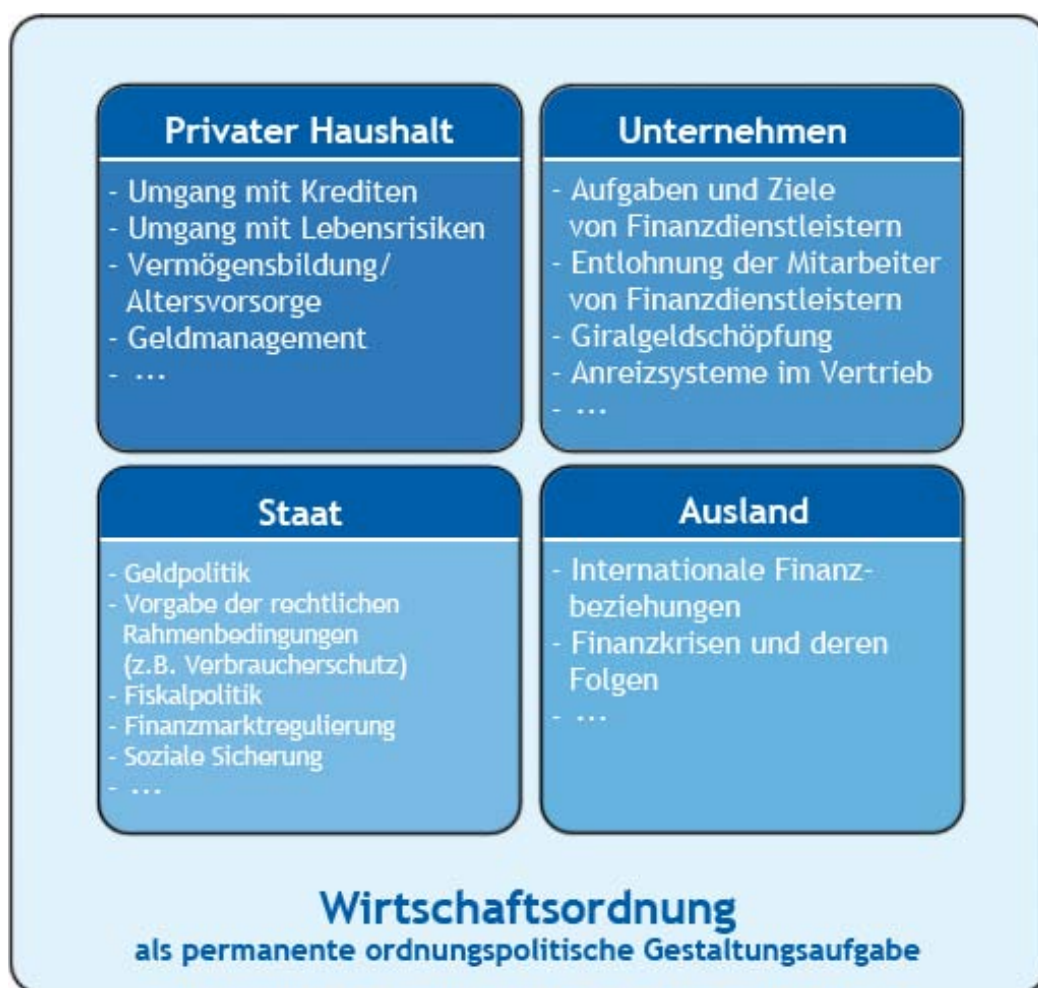 Privater Haushalt
- Umgang mit Krediten
- Umgang mit Lebensrisiken
- Vermögensbildung/
Altersvorsorge
- Geldmanagement
- ...
Unternehmen
- Aufgaben und Ziele
von Finanzdienstleistern
- Entlohnung der Mitarbeiter
von Finanzdienstleistern
- Giralgeldschöpfung
- Anreizsysteme im Vertrieb
- ...
Staat
- Geldpolitik
- Vorgabe der rechtlichen
Rahmenbedingungen
(z.B. Verbraucherschutz)
- Fiskalpolitik
- Finanzmarktregulierung
- Soziale Sicherung
- ...
Ausland
- Internationale Finanz-
beziehungen
- Finanzkrisen und deren
Folgen
- ...
Wirtschaftsordnung
als permanente ordnungspolitische Gestaltungsaufgabe